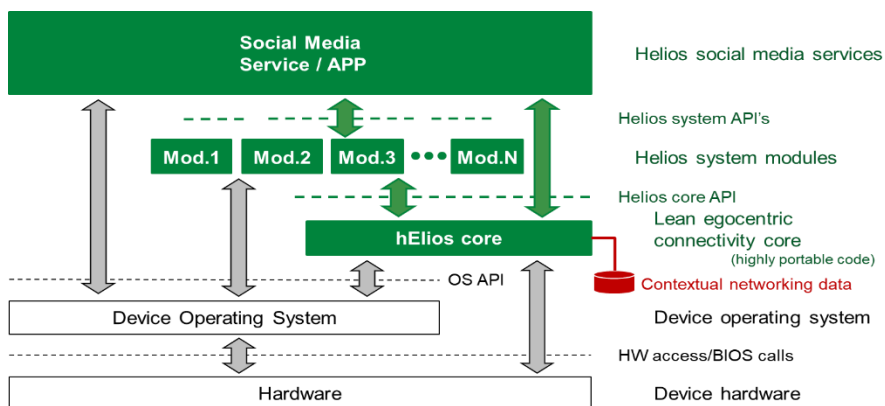 Social Media
Service / APP
Helios social media services
Helios system API's
Mod.1
Mod.2
Mod.3
•••
Mod.N
Helios system modules
Helios core API
hElios core
Lean egocentric
connectivity core
(highly portable code)
OS API
Contextual networking data
Device Operating System
Device operating system
HW access/BIOS calls
Hardware
Device hardware